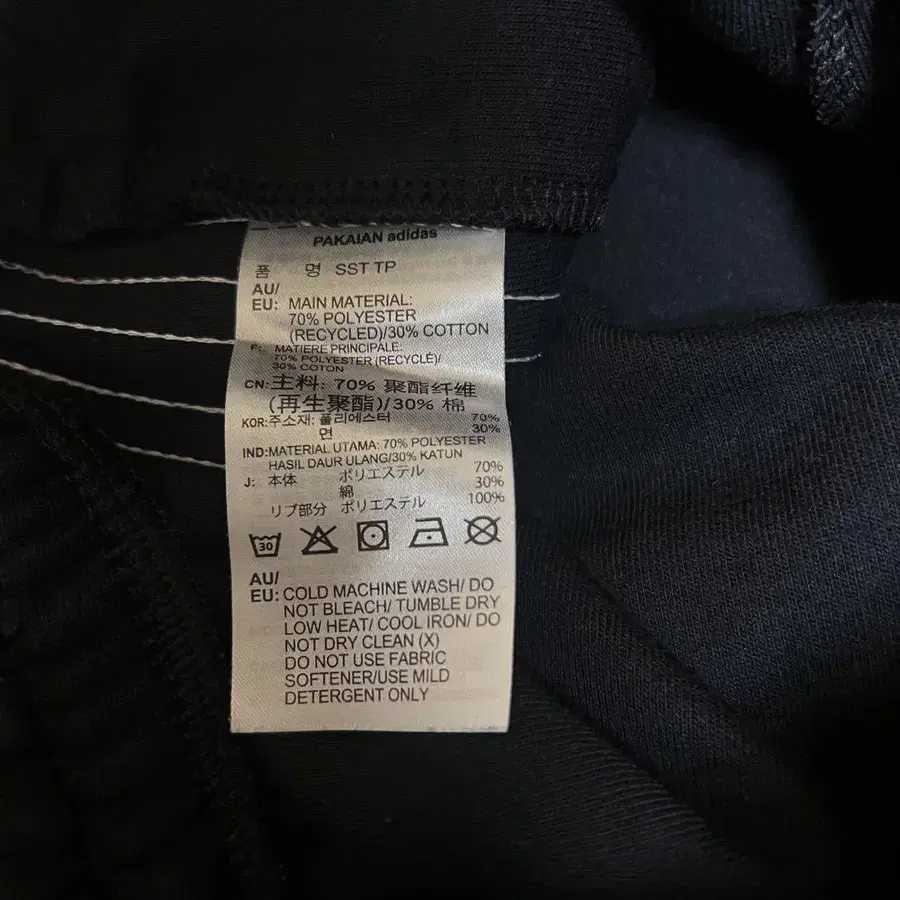 PAKAIAN adidas
품 명 SST TP
AU/
EU: MAIN MATERIAL:
70% POLYESTER
(RECYCLED)/30% COTTON
F: MATIERE PRINCIPALE:
70% POLYESTER (RECYCLÉ)/
30% COTON
CN:主料: 70% 聚酯纤维
(再生聚酯)/30% 棉
KOR:주소재: 폴리에스터 70%
면 30%
IND:MATERIAL UTAMA: 70% POLYESTER
HASIL DAUR ULANG/30% KATUN
J: 本体 ポリエステル 70%
綿 30%
リブ部分 ポリエステル 100%
30
AU/
EU: COLD MACHINE WASH/ DO
NOT BLEACH/ TUMBLE DRY
LOW HEAT/ COOL IRON/ DO
NOT DRY CLEAN (X)
DO NOT USE FABRIC
SOFTENER/USE MILD
DETERGENT ONLY